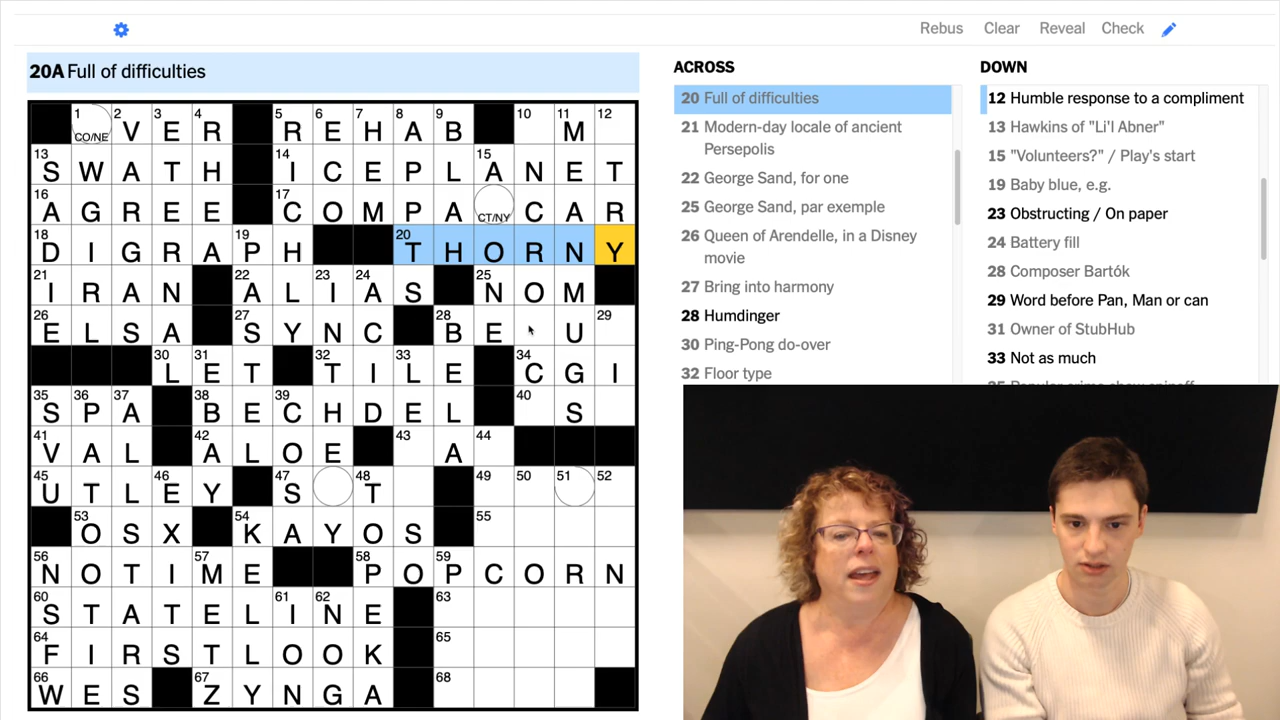 Rebus Clear Reveal Check
20A Full of difficulties
1 2 3 4 5 6 7 8 9 10 11 12
CO/NE V E R R E H A B M
13 14 15
S W A T H I C E P L A N E T
16 17
A G R E E C O M P A CT/NY C A R
18 19 20
D I G R A P H T H O R N Y
21 22 23 24 25
I R A N A L I A S N O M
26 27 28 29
E L S A S Y N C B E U
30 31 32 33 34
L E T T I L E C G I
35 36 37 38 39 40
S P A B E C H D E L S
41 42 43 44
V A L A L O E A
45 46 47 48 49 50 51 52
U T L E Y S T
53 54 55
O S X K A Y O S
56 57 58 59
N O T I M E P O P C O R N
60 61 62 63
S T A T E L I N E
64 65
F I R S T L O O K
66 67 68
W E S Z Y N G A
ACROSS
20 Full of difficulties
21 Modern-day locale of ancient
Persepolis
22 George Sand, for one
25 George Sand, par exemple
26 Queen of Arendelle, in a Disney
movie
27 Bring into harmony
28 Humdinger
30 Ping-Pong do-over
32 Floor type
DOWN
12 Humble response to a compliment
13 Hawkins of "Li'l Abner"
15 "Volunteers?" / Play's start
19 Baby blue, e.g.
23 Obstructing / On paper
24 Battery fill
28 Composer Bartók
29 Word before Pan, Man or can
31 Owner of StubHub
33 Not as much